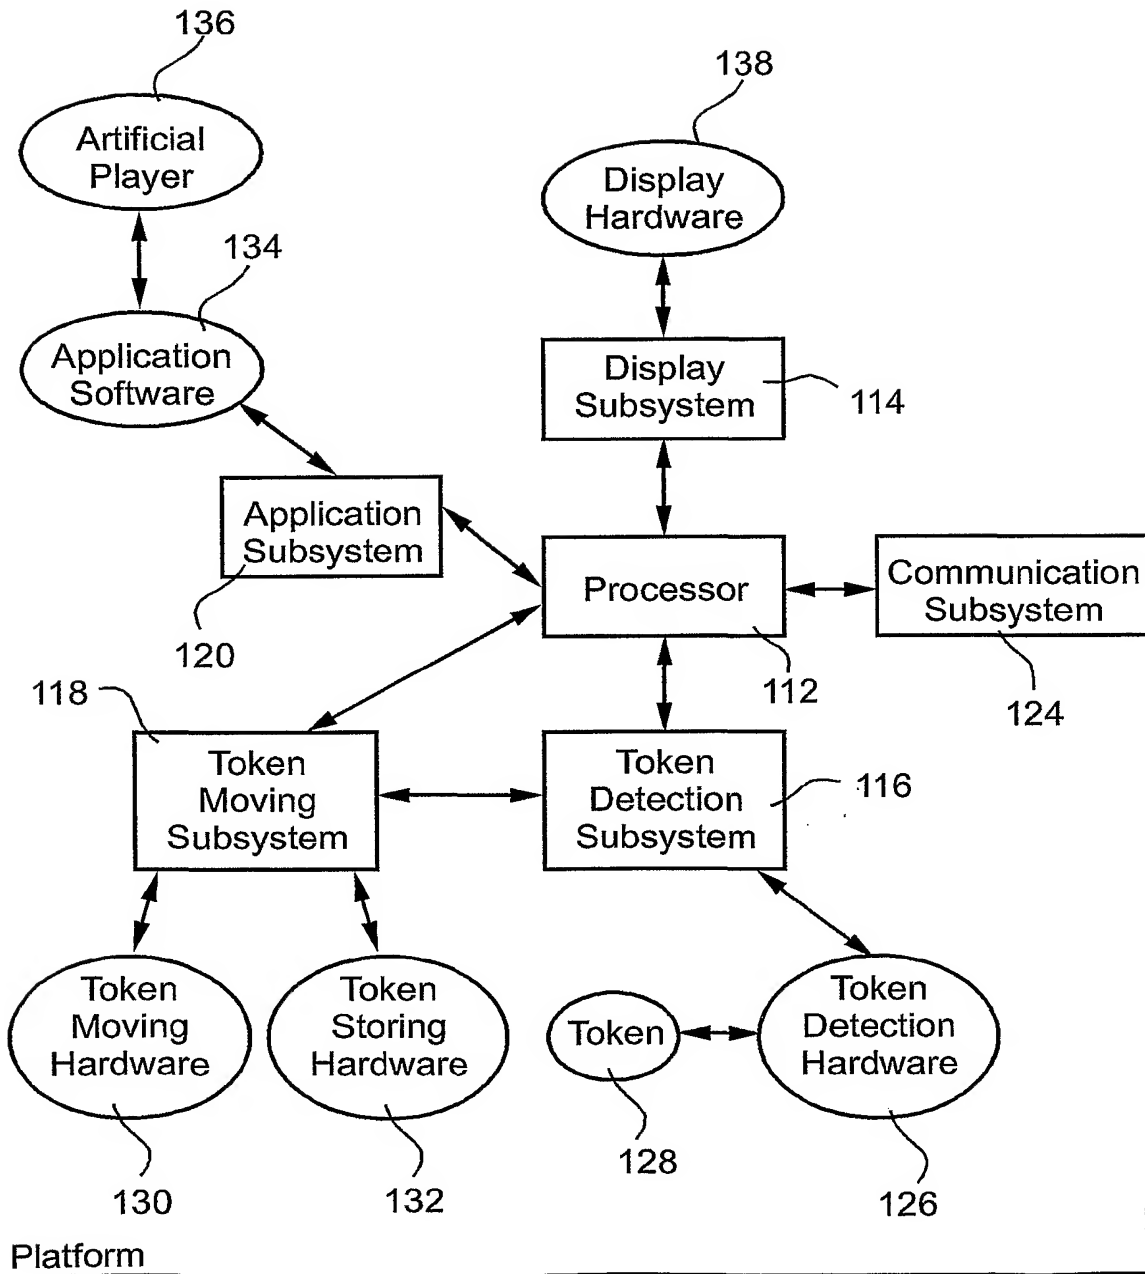 136
138
Artificial
Player
Display
Hardware
134
Application
Software
Display
Subsystem
114
Application
Subsystem
Processor
Communication
Subsystem
120
112
124
118
Token
Moving
Subsystem
Token
Detection
Subsystem
116
Token
Moving
Hardware
Token
Storing
Hardware
Token
Token
Detection
Hardware
128
130
132
126
Platform